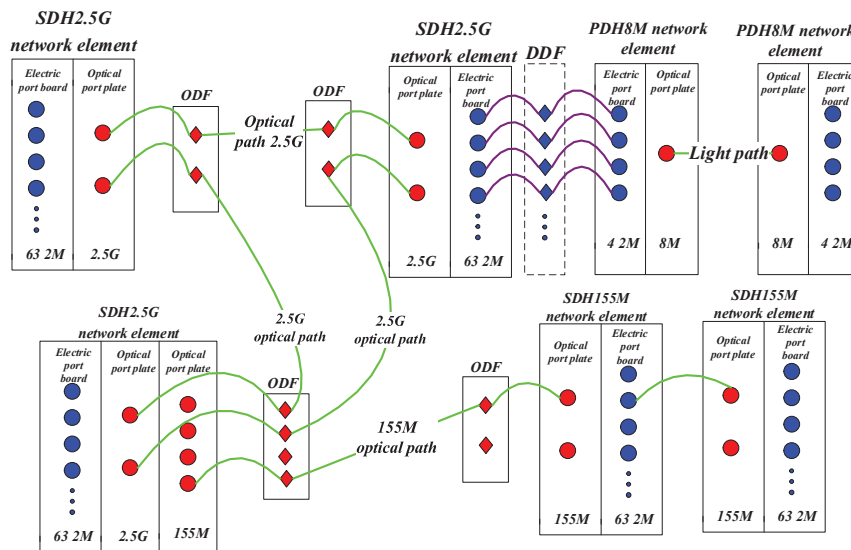 SDH2.5G
network element
Electric
port board
Optical
port plate
63 2M
2.5G
ODF
Optical
path 2.5G
ODF
SDH2.5G
network element
Optical
port plate
Electric
port
board
2.5G
63 2M
DDF
PDH8M network
element
Electric
port
board
Optical
port plate
4 2M
8M
Light path
PDH8M network
element
Optical
port plate
Electric
port
board
8M
4 2M
2.5G
optical path
2.5G
optical path
SDH2.5G
network element
Electric
port
board
Optical
port plate
Optical
port plate
63 2M
2.5G
155M
ODF
155M
optical path
ODF
SDH155M
network element
Optical
port plate
Electric
port
board
155M
63 2M
SDH155M
network element
Optical
port plate
Electric
port
board
155M
63 2M